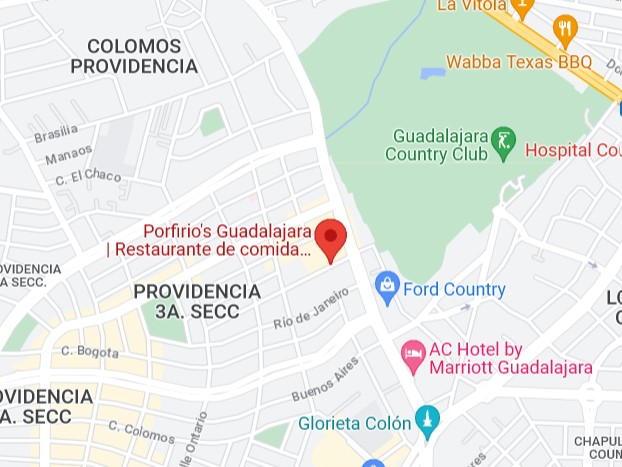 La Vitola
COLOMOS
PROVIDENCIA
Wabba Texas BBQ
Brasilia
Manaos
C. El Chaco
Guadalajara
Country Club
Hospital Cou
Porfirio's Guadalajara
| Restaurante de comida...
OVIDENCIA
A SECC.
PROVIDENCIA
3A. SECC
Ford Country
Río de Janeiro
LO
C
C. Bogota
AC Hotel by
Marriott Guadalajara
Buenos Aires
OVIDENCIA
A. SECC
Glorieta Colón
C. Colomos
lle Ontario
CHAPUL
COUN